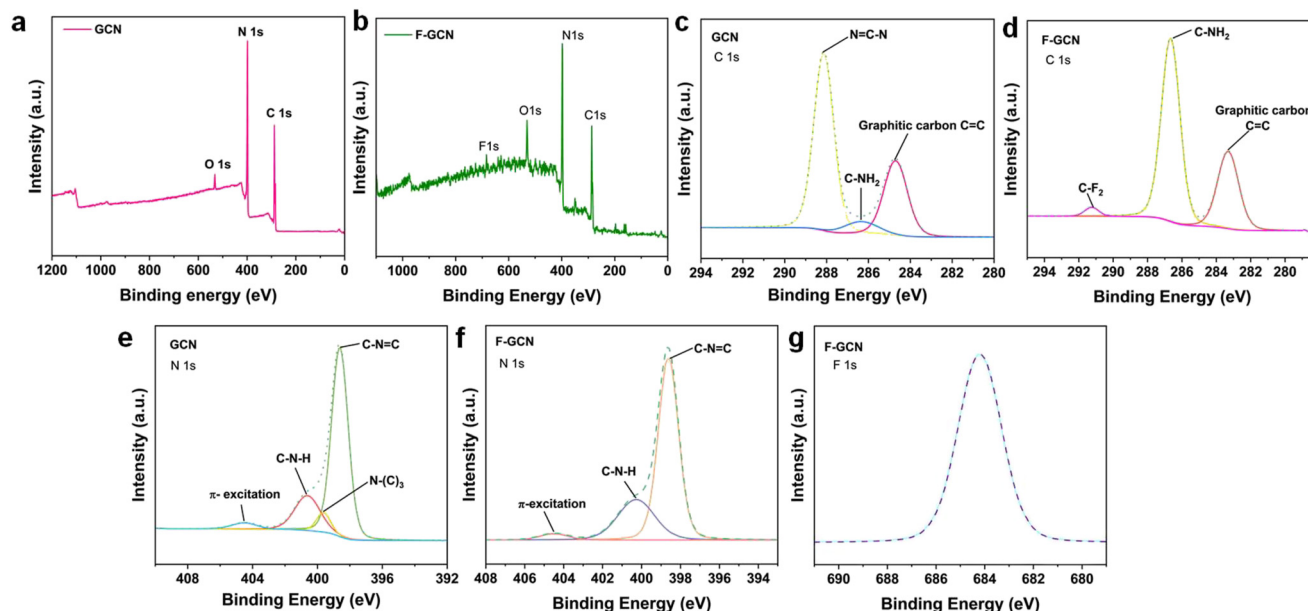 a
GCN
N 1s
C 1s
O 1s
Intensity (a.u.)
1200 1000 800 600 400 200 0
Binding energy (eV)
b
F-GCN
N1s
O1s
C1s
F1s
Intensity (a.u.)
1000 800 600 400 200 0
Binding Energy (eV)
c
GCN
C 1s
N=C-N
Graphitic carbon C=C
C-NH₂
Intensity (a.u.)
294 292 290 288 286 284 282 280
Binding Energy (eV)
d
F-GCN
C 1s
C-NH₂
Graphitic carbon
C=C
C-F₂
Intensity (a.u.)
294 292 290 288 286 284 282 280
Binding Energy (eV)
e
GCN
N 1s
C-N=C
C-N-H
N-(C)₃
π- excitation
Intensity (a.u.)
408 404 400 396 392
Binding Energy (eV)
f
F-GCN
N 1s
C-N=C
C-N-H
π-excitation
Intensity (a.u.)
408 406 404 402 400 398 396 394
Binding Energy (eV)
g
F-GCN
F 1s
Intensity (a.u.)
690 688 686 684 682 680
Binding Energy (eV)